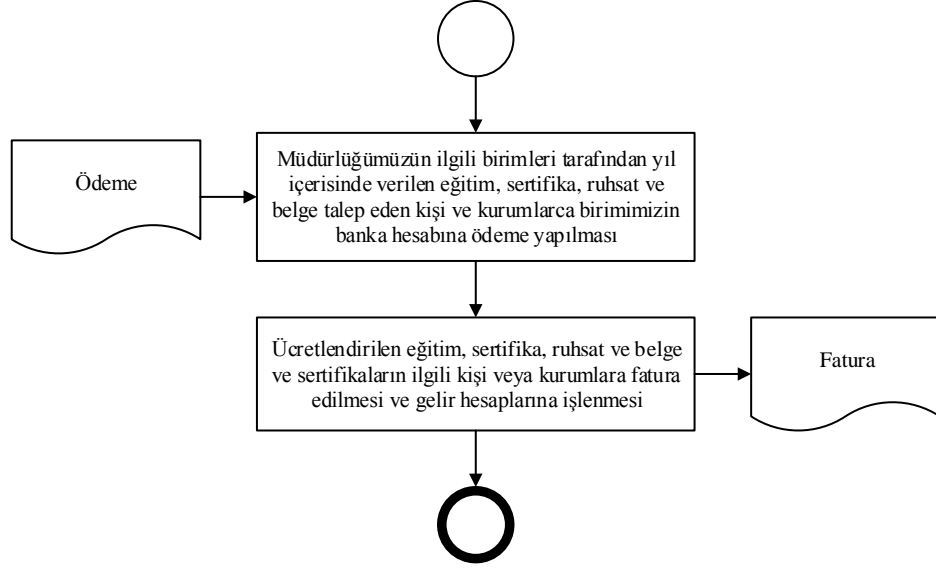 Ödeme
Müdürlüğümüzün ilgili birimleri tarafından yıl
içerisinde verilen eğitim, sertifika, ruhsat ve
belge talep eden kişi ve kurumlarca birimimizin
banka hesabına ödeme yapılması
Ücretlendirilen eğitim, sertifika, ruhsat ve belge
ve sertifikaların ilgili kişi veya kurumlara fatura
edilmesi ve gelir hesaplarına işlenmesi
Fatura